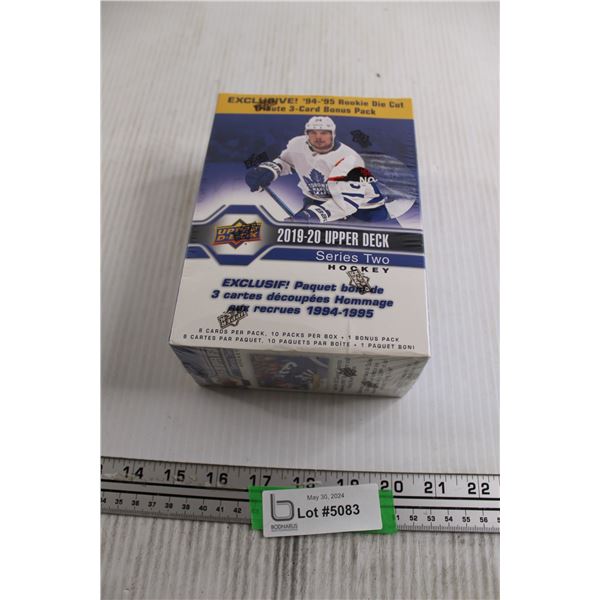 EXCLUSIVE! '94-'95 Rookie Die Cut
3-Card Bonus Pack
TORONTO
NO
UPPER DECK
2019-20 UPPER DECK
Series Two
HOCKEY
EXCLUSIF! Paquet boni de
3 cartes découpées Hommage
aux recrues 1994-1995
8 CARDS PER PACK, 10 PACKS PER BOX + 1 BONUS PACK
8 CARTES PAR PAQUET, 10 PAQUETS PAR BOÎTE + 1 PAQUET BONI
14 15 16 17 18 19 20 21 22
May 30, 2024
Lot #5083
BODNARUS